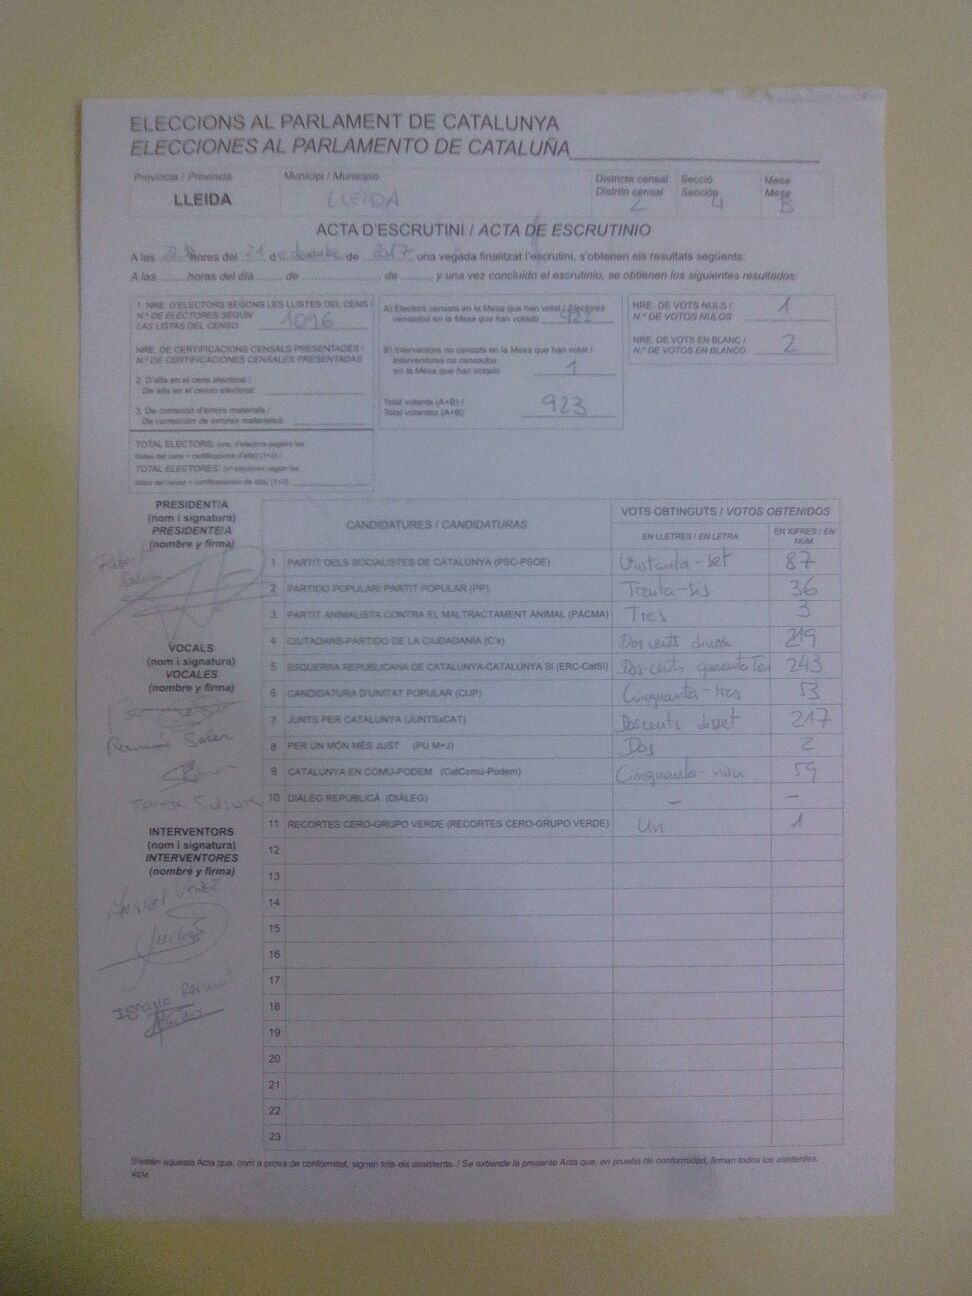 ELECCIONS AL PARLAMENT DE CATALUNYA
ELECCIONES AL PARLAMENTO DE CATALUÑA
Província / Provincia
LLEIDA
Municipi / Municipio
LLEIDA
Districte censal
Distrito censal
2
Secció
Sección
4
Mesa
Mesa
B
ACTA D'ESCRUTINI / ACTA DE ESCRUTINIO
A les hores del 21 de desembre de 2017, una vegada finalitzat l'escrutini, s'obtenen els resultats següents:
A las horas del día de de y una vez concluido el escrutinio, se obtienen los siguientes resultados:
1. NRE. D'ELECTORS SEGONS LES LLISTES DEL CENS /
N.º DE ELECTORES SEGÚN
LAS LISTAS DEL CENSO 1096
NRE. DE CERTIFICACIONS CENSALS PRESENTADES /
N.º DE CERTIFICACIONES CENSALES PRESENTADAS
2. D'alta en el cens electoral /
De alta en el censo electoral:
3. De correcció d'errors materials /
De corrección de errores materiales:
TOTAL ELECTORS: (nre. d'electors segons les
llistes del cens + certificacions d'alta) (1+2) /
TOTAL ELECTORES: (nº electores según las
listas del censo + certificaciones de alta) (1+2)
A) Electors censats en la Mesa que han votat / Electores
censados en la Mesa que han votado 922
B) Interventors no censats en la Mesa que han votat /
Interventores no censados
en la Mesa que han votado 1
Total votants (A+B) /
Total votantes (A+B) 923
NRE. DE VOTS NULS /
N.º DE VOTOS NULOS 1
NRE. DE VOTS EN BLANC /
N.º DE VOTOS EN BLANCO 2
PRESIDENT/A
(nom i signatura)
PRESIDENTE/A
(nombre y firma)
VOCALS
(nom i signatura)
VOCALES
(nombre y firma)
Ramón Soler
Teresa
INTERVENTORS
(nom i signatura)
INTERVENTORES
(nombre y firma)
Ignacio
CANDIDATURES / CANDIDATURAS
VOTS OBTINGUTS / VOTOS OBTENIDOS
EN LLETRES / EN LETRA
EN XIFRES / EN NÚM.
1 PARTIT DELS SOCIALISTES DE CATALUNYA (PSC-PSOE) Vuitanta-set 87
2 PARTIDO POPULAR/ PARTIT POPULAR (PP) Trenta-sis 36
3 PARTIT ANIMALISTA CONTRA EL MALTRACTAMENT ANIMAL (PACMA) Tres 3
4 CIUTADANS-PARTIDO DE LA CIUDADANÍA (C's) Dos cents dinou 219
5 ESQUERRA REPUBLICANA DE CATALUNYA-CATALUNYA SÍ (ERC-CatSí) Dos-cents quaranta Tres 243
6 CANDIDATURA D'UNITAT POPULAR (CUP) Cinquanta-tres 53
7 JUNTS PER CATALUNYA (JUNTSxCAT) Doscents diset 217
8 PER UN MÓN MÉS JUST (PU M+J) Dos 2
9 CATALUNYA EN COMÚ-PODEM (CatComú-Podem) Cinquanta-nou 59
10 DIÀLEG REPUBLICÀ (DIÀLEG) - -
11 RECORTES CERO-GRUPO VERDE (RECORTES CERO-GRUPO VERDE) Un 1
12
13
14
15
16
17
18
19
20
21
22
23
S'estén aquesta Acta que, com a prova de conformitat, signen tots els assistents. / Se extiende la presente Acta que, en prueba de conformidad, firman todos los asistentes.